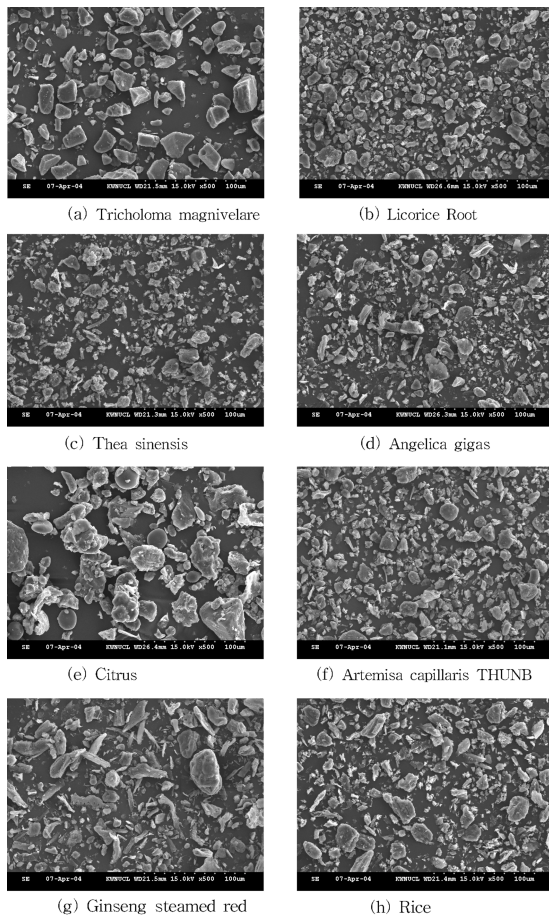 SE 07-Apr-04 KWNUCL WD21.5mm 15.0kV x500 100um
SE 07-Apr-04 KWNUCL WD26.6mm 15.0kV x500 100um
(a) Tricholoma magnivelare
(b) Licorice Root
SE 07-Apr-04 KWNUCL WD21.3mm 15.0kV x500 100um
SE 07-Apr-04 KWNUCL WD26.3mm 15.0kV x500 100um
(c) Thea sinensis
(d) Angelica gigas
SE 07-Apr-04 KWNUCL WD26.4mm 15.0kV x500 100um
SE 07-Apr-04 KWNUCL WD21.1mm 15.0kV x500 100um
(e) Citrus
(f) Artemisa capillaris THUNB
SE 07-Apr-04 KWNUCL WD21.5mm 15.0kV x500 100um
SE 07-Apr-04 KWNUCL WD21.4mm 15.0kV x500 100um
(g) Ginseng steamed red
(h) Rice